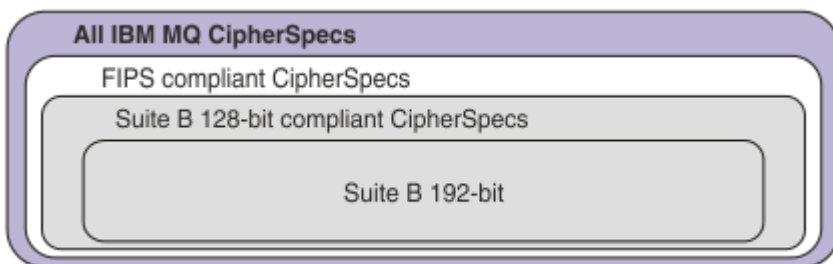 All IBM MQ CipherSpecs
FIPS compliant CipherSpecs
Suite B 128-bit compliant CipherSpecs
Suite B 192-bit